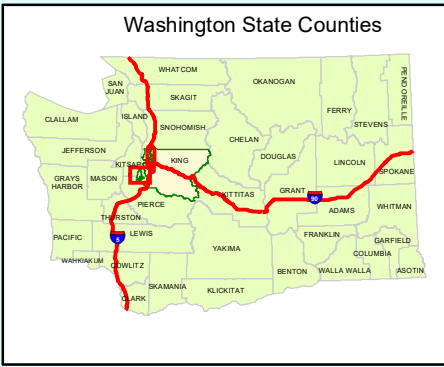 Washington State Counties
WHATCOM
SAN
JUAN
OKANOGAN
PEND OREILLE
SKAGIT
FERRY
STEVENS
ISLAND
CLALLAM
SNOHOMISH
CHELAN
JEFFERSON
DOUGLAS
KITSAP
KING
LINCOLN
SPOKANE
GRAYS
HARBOR
MASON
KITTITAS
GRANT
90
ADAMS
WHITMAN
PIERCE
THURSTON
PACIFIC
5
LEWIS
FRANKLIN
GARFIELD
YAKIMA
COLUMBIA
WAHKIAKUM
COWLITZ
BENTON
WALLA WALLA
ASOTIN
SKAMANIA
KLICKITAT
CLARK